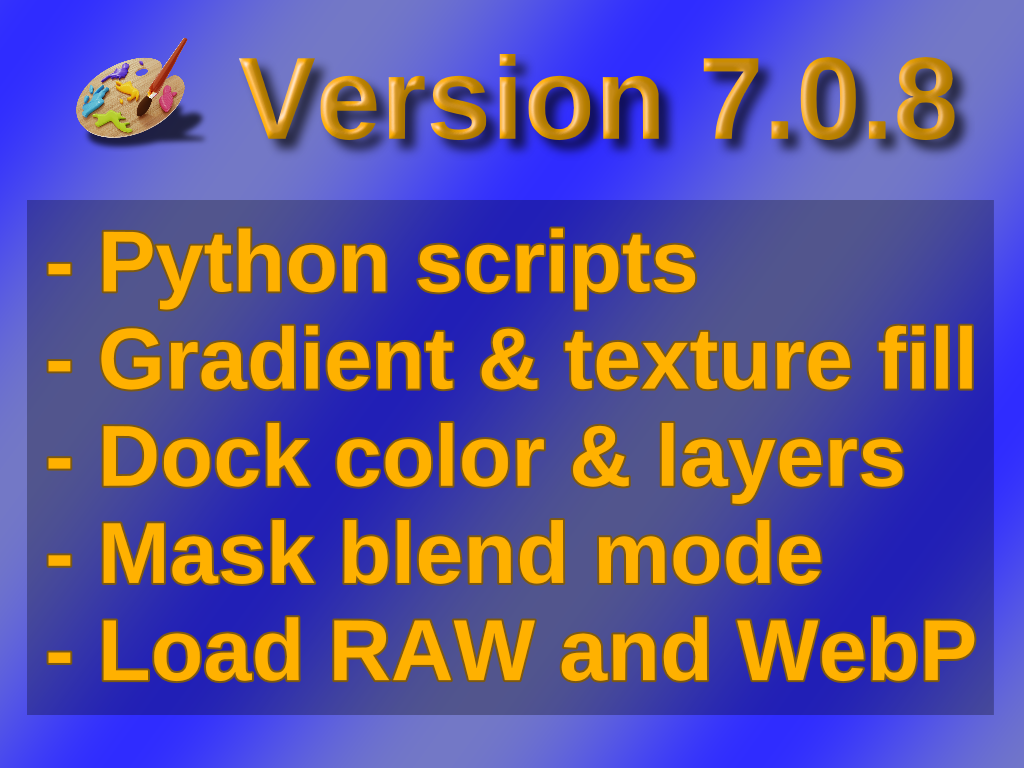 Version 7.0.8
- Python scripts
- Gradient & texture fill
- Dock color & layers
- Mask blend mode
- Load RAW and WebP